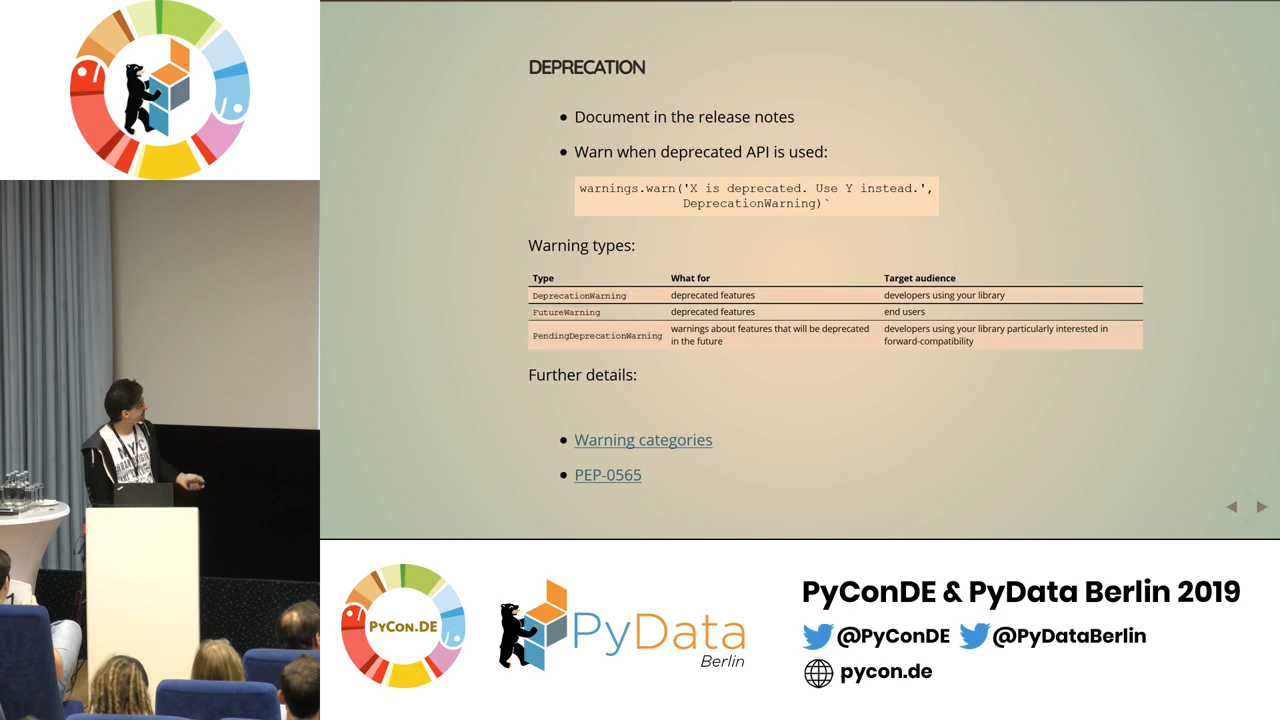 DEPRECATION
• Document in the release notes
• Warn when deprecated API is used:
warnings.warn('X is deprecated. Use Y instead.',
DeprecationWarning)`
Warning types:
Type What for Target audience
DeprecationWarning deprecated features developers using your library
FutureWarning deprecated features end users
PendingDeprecationWarning warnings about features that will be deprecated
in the future developers using your library particularly interested in
forward-compatibility
Further details:
• Warning categories
• PEP-0565
PyCon.DE
PyData
Berlin
PyConDE & PyData Berlin 2019
@PyConDE @PyDataBerlin
pycon.de